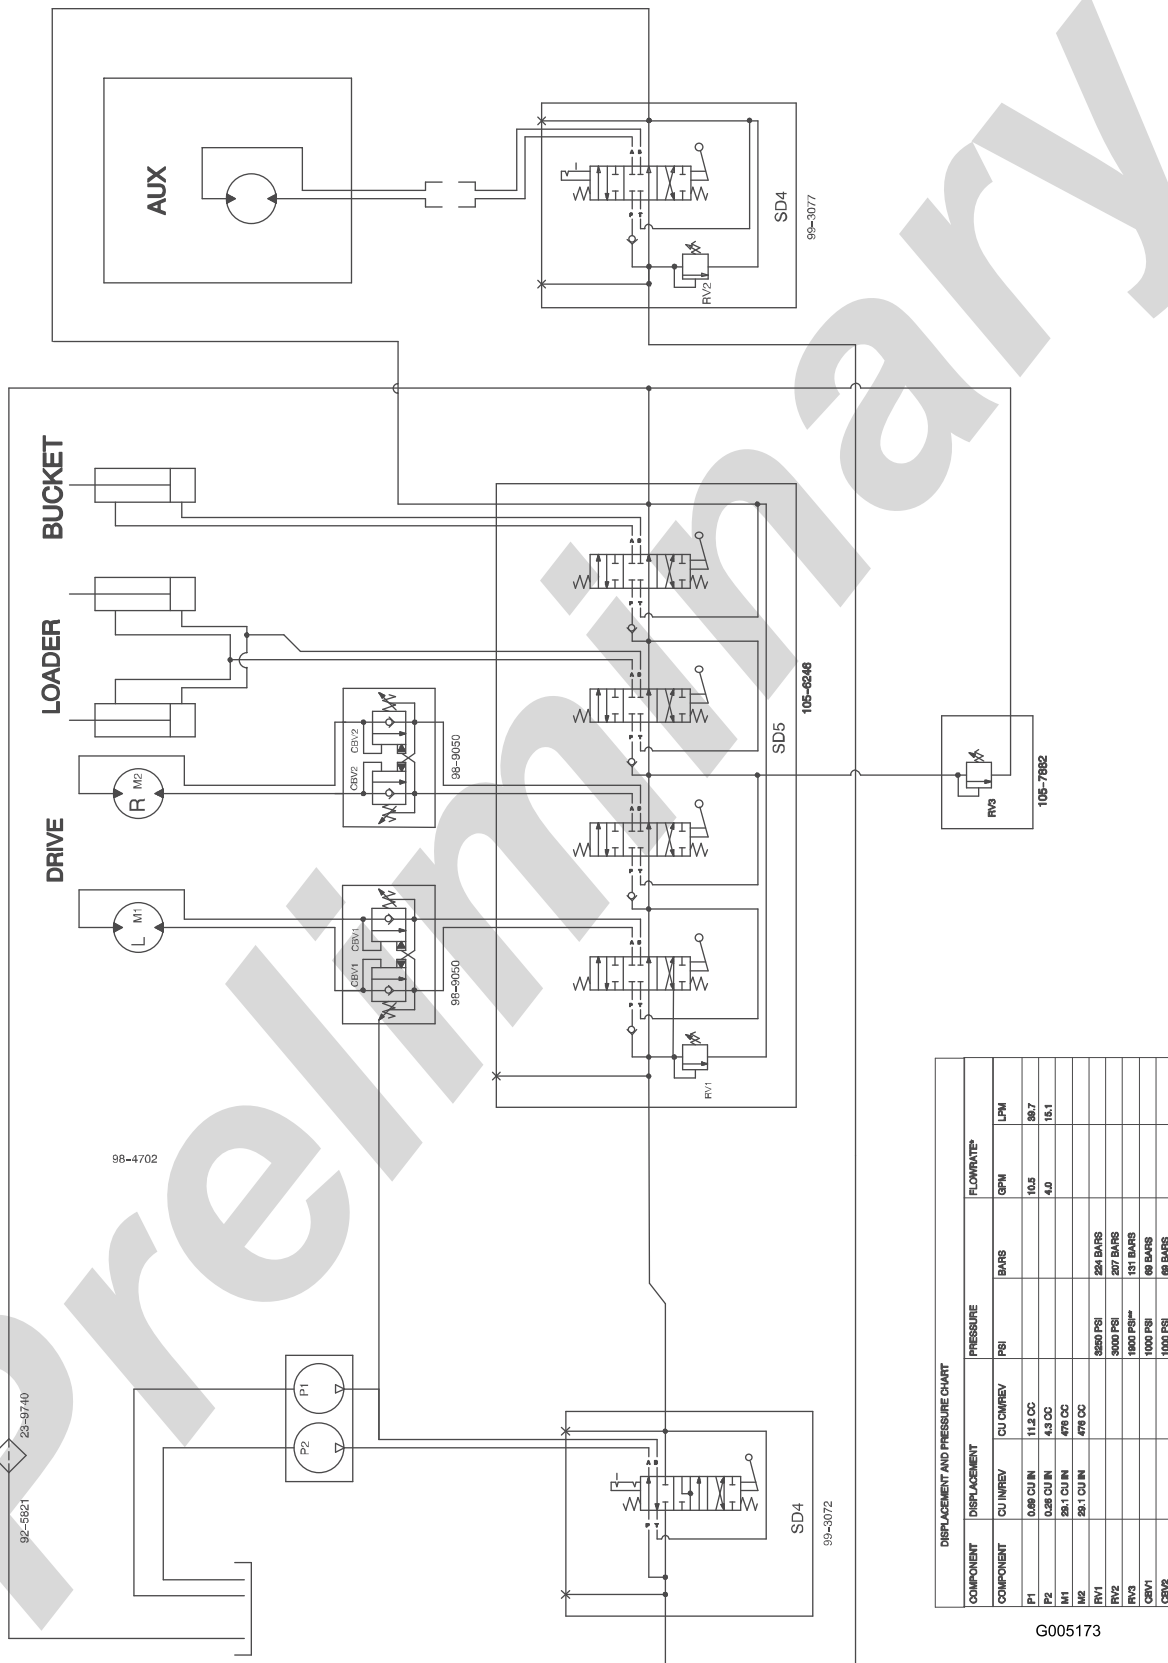 Preliminary
AUX
A B
P T
SD4
99-3077
RV2
BUCKET
LOADER
DRIVE
R M2
L M1
CBV2
CBV2
98-9050
CBV1
CBV1
98-9050
A B
P T
A B
P T
A B
P T
A B
P T
SD5
105-6246
RV1
RV3
105-7882
98-4702
23-9740
92-5821
P1
P2
A B
P T
SD4
99-3072
DISPLACEMENT AND PRESSURE CHART
COMPONENT DISPLACEMENT PRESSURE FLOWRATE*
COMPONENT CU IN/REV CU CM/REV PSI BARS GPM LPM
P1 0.69 CU IN 11.2 CC 10.5 39.7
P2 0.26 CU IN 4.3 CC 4.0 15.1
M1 29.1 CU IN 476 CC
M2 29.1 CU IN 476 CC
RV1 3250 PSI 224 BARS
RV2 3000 PSI 207 BARS
RV3 1900 PSI** 131 BARS
CBV1 1000 PSI 69 BARS
CBV2 1000 PSI 69 BARS
G005173